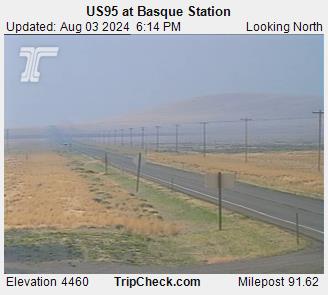 US95 at Basque Station
Updated: Aug 03 2024 6:14 PM Looking North
Elevation 4460 TripCheck.com Milepost 91.62